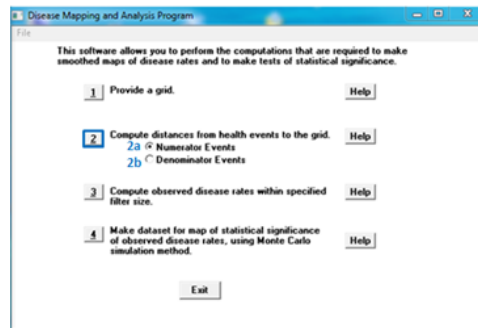 Disease Mapping and Analysis Program
File
This software allows you to perform the computations that are required to make
smoothed maps of disease rates and to make tests of statistical significance.
1 Provide a grid. Help
2 Compute distances from health events to the grid. Help
2a Numerator Events
2b Denominator Events
3 Compute observed disease rates within specified
filter size. Help
4 Make dataset for map of statistical significance
of observed disease rates, using Monte Carlo Help
simulation method.
Exit